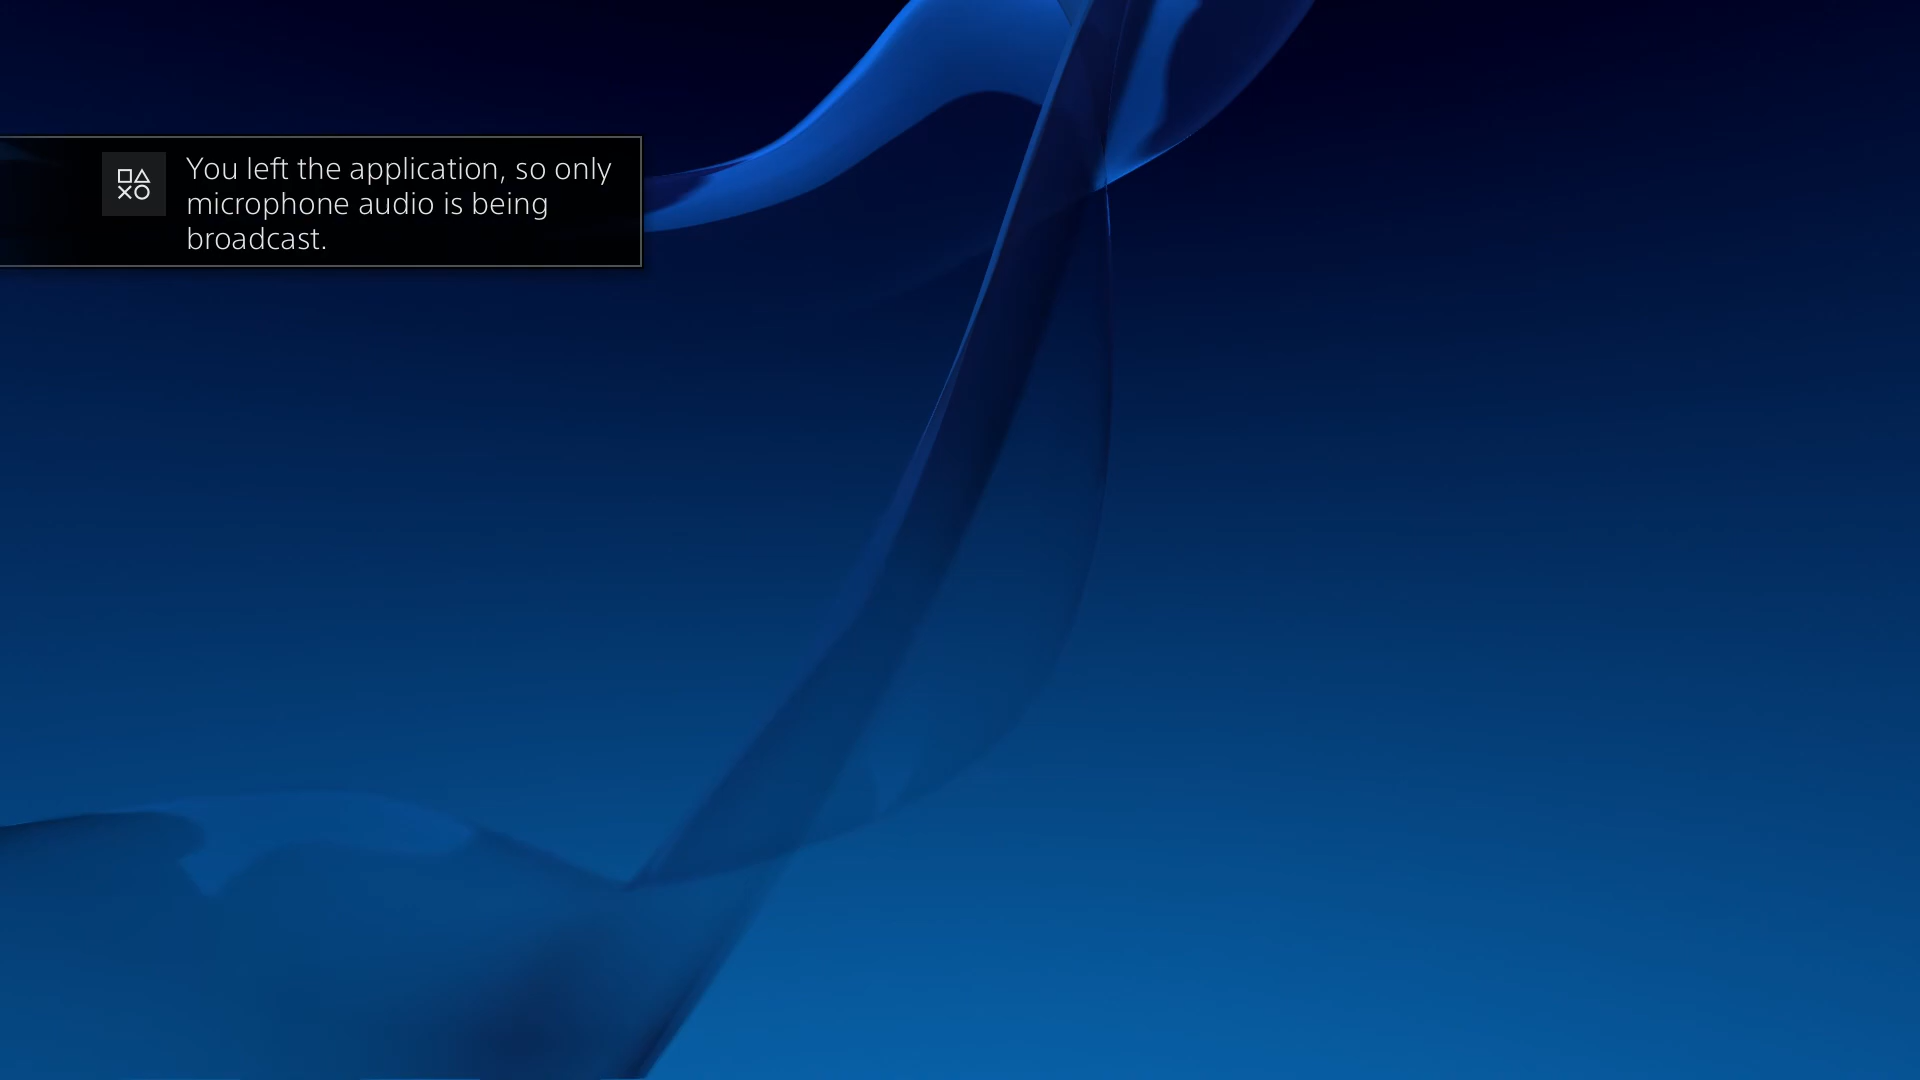 You left the application, so only
microphone audio is being
broadcast.